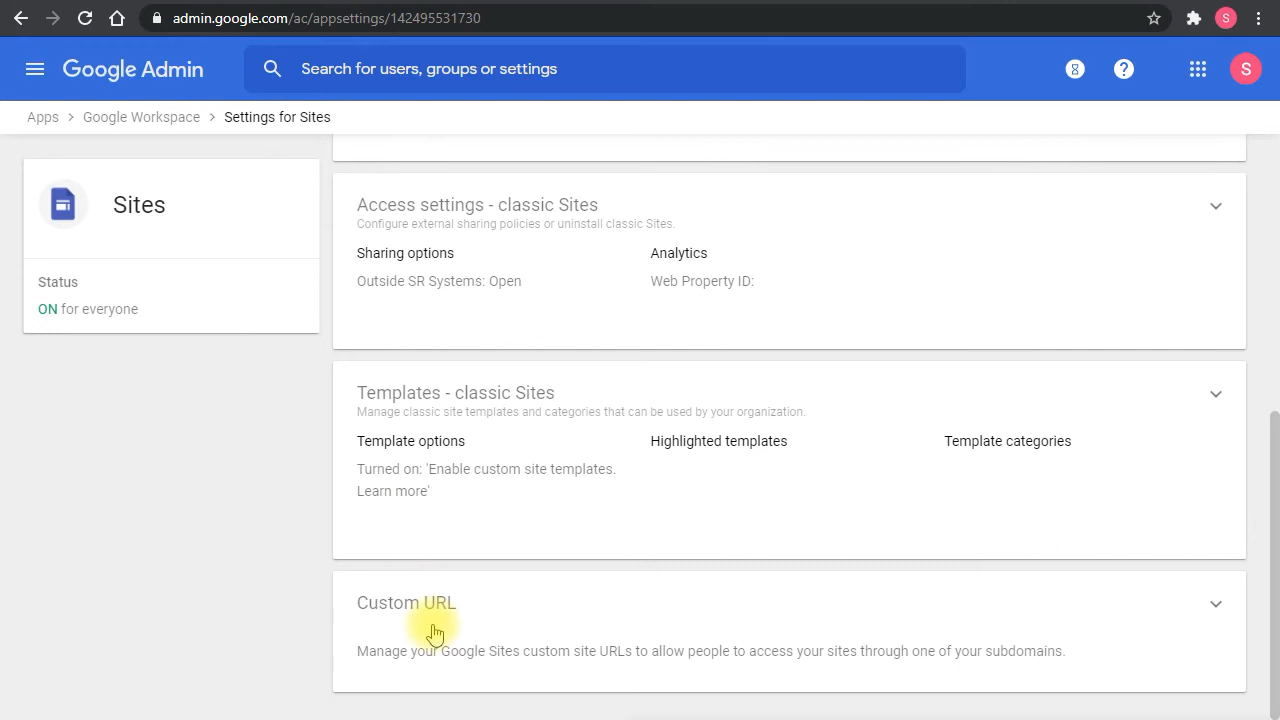 admin.google.com/ac/appsettings/142495531730
S
Google Admin
Search for users, groups or settings
S
Apps > Google Workspace > Settings for Sites
Sites
Status
ON for everyone
Access settings - classic Sites
Configure external sharing policies or uninstall classic Sites.
Sharing options
Analytics
Outside SR Systems: Open
Web Property ID:
Templates - classic Sites
Manage classic site templates and categories that can be used by your organization.
Template options
Highlighted templates
Template categories
Turned on: 'Enable custom site templates.
Learn more'
Custom URL
Manage your Google Sites custom site URLs to allow people to access your sites through one of your subdomains.